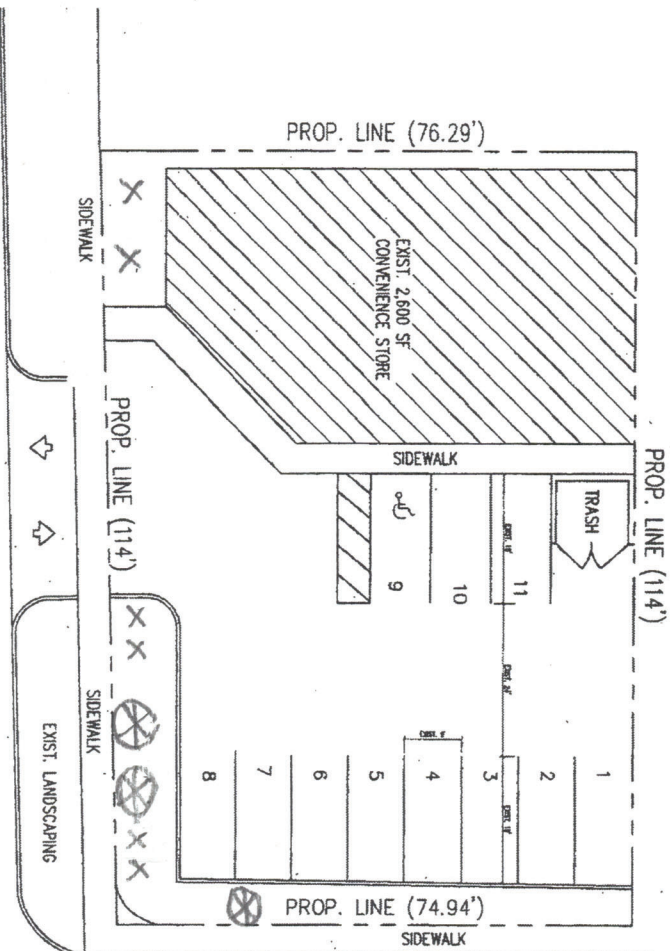 PROP. LINE (76.29')
SIDEWALK
EXIST. 2,600 SF
CONVENIENCE STORE
PROP. LINE (114')
SIDEWALK
PROP. LINE (114')
TRASH
11
10
9
1
2
3
4
5
6
7
8
SIDEWALK
EXIST. LANDSCAPING
PROP. LINE (74.94')
SIDEWALK